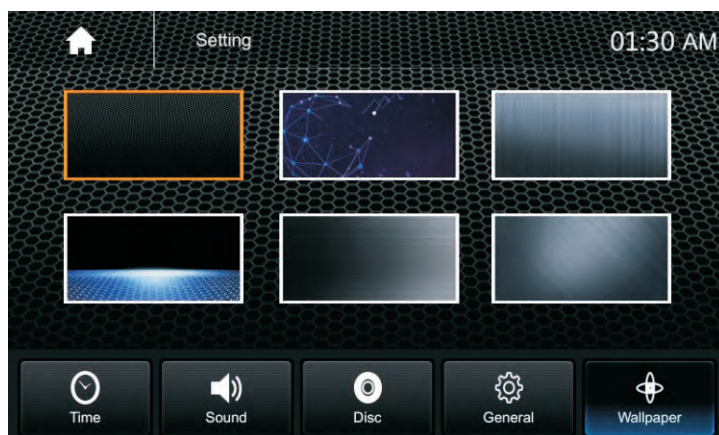 Setting
01:30 AM
Time
Sound
Disc
General
Wallpaper